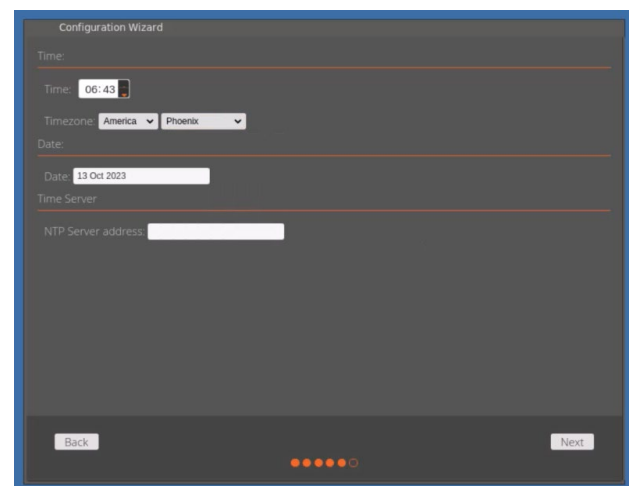 Configuration Wizard
Time:
Time: 06:43
Timezone: America Phoenix
Date:
Date: 13 Oct 2023
Time Server
NTP Server address:
Back Next